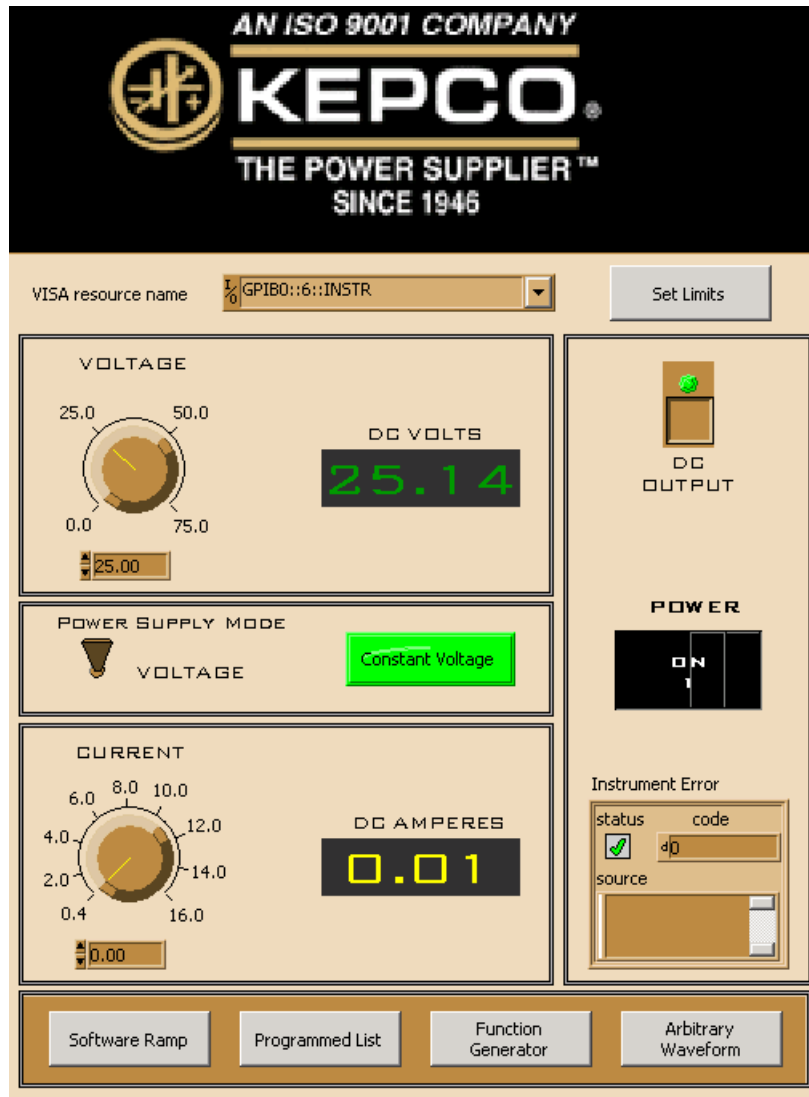 AN ISO 9001 COMPANY
KEPCO®
THE POWER SUPPLIER™
SINCE 1946
VISA resource name
I/O GPIB0::6::INSTR
Set Limits
VOLTAGE
25.0 50.0
0.0 75.0
25.00
DC VOLTS
25.14
DC
OUTPUT
POWER SUPPLY MODE
VOLTAGE
Constant Voltage
POWER
ON
1
CURRENT
8.0
6.0 10.0
4.0 12.0
2.0 14.0
0.4 16.0
0.00
DC AMPERES
0.01
Instrument Error
status code
d0
source
Software Ramp
Programmed List
Function
Generator
Arbitrary
Waveform